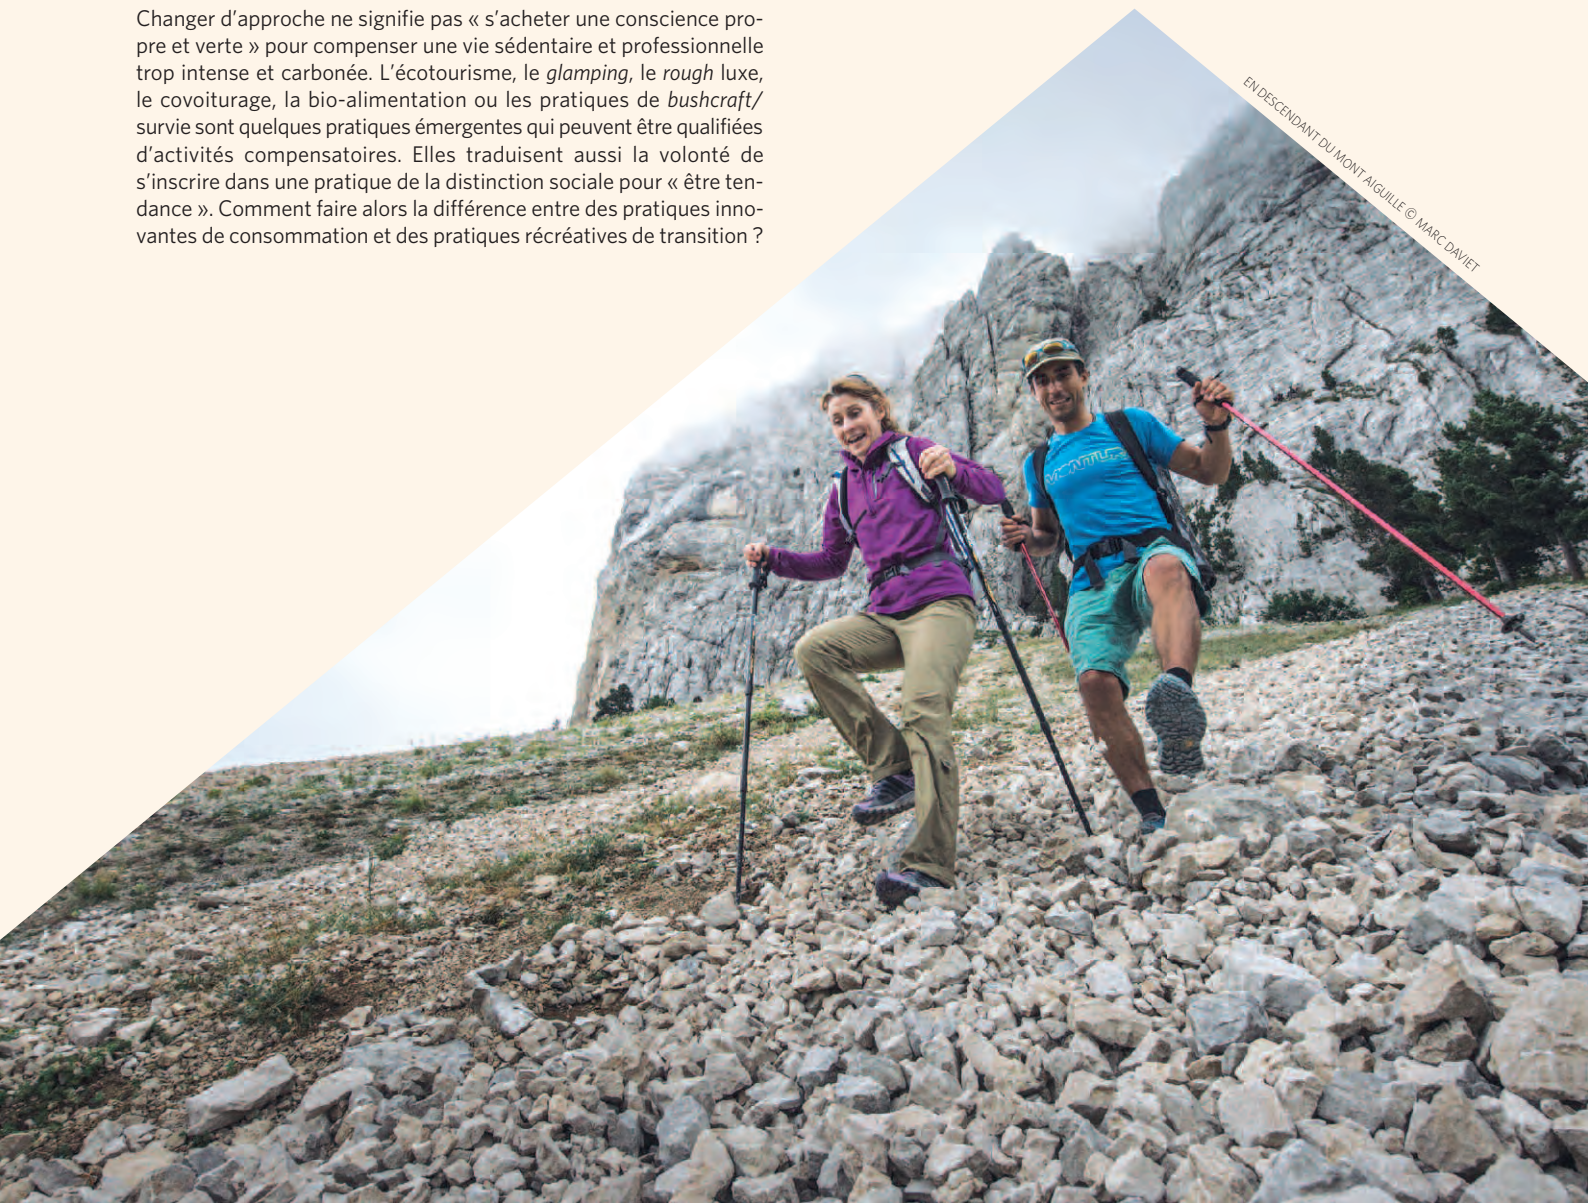 Changer d’approche ne signifie pas « s’acheter une conscience pro-
pre et verte » pour compenser une vie sédentaire et professionnelle
trop intense et carbonée. L’écotourisme, le glamping, le rough luxe,
le covoiturage, la bio-alimentation ou les pratiques de bushcraft/
survie sont quelques pratiques émergentes qui peuvent être qualifiées
d’activités compensatoires. Elles traduisent aussi la volonté de
s’inscrire dans une pratique de la distinction sociale pour « être ten-
dance ». Comment faire alors la différence entre des pratiques inno-
vantes de consommation et des pratiques récréatives de transition ?
EN DESCENDANT DU MONT AIGUILLE © MARC DAVIET
MONTURA